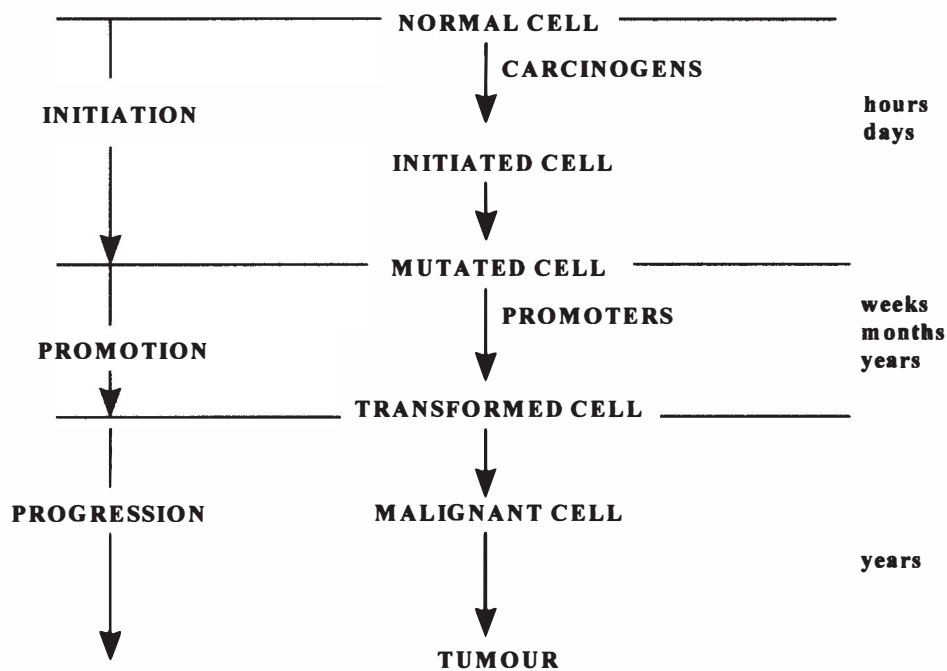 NORMAL CELL
CARCINOGENS
INITIATION
hours
days
INITIATED CELL
MUTATED CELL
PROMOTERS
weeks
months
years
PROMOTION
TRANSFORMED CELL
PROGRESSION
MALIGNANT CELL
years
TUMOUR